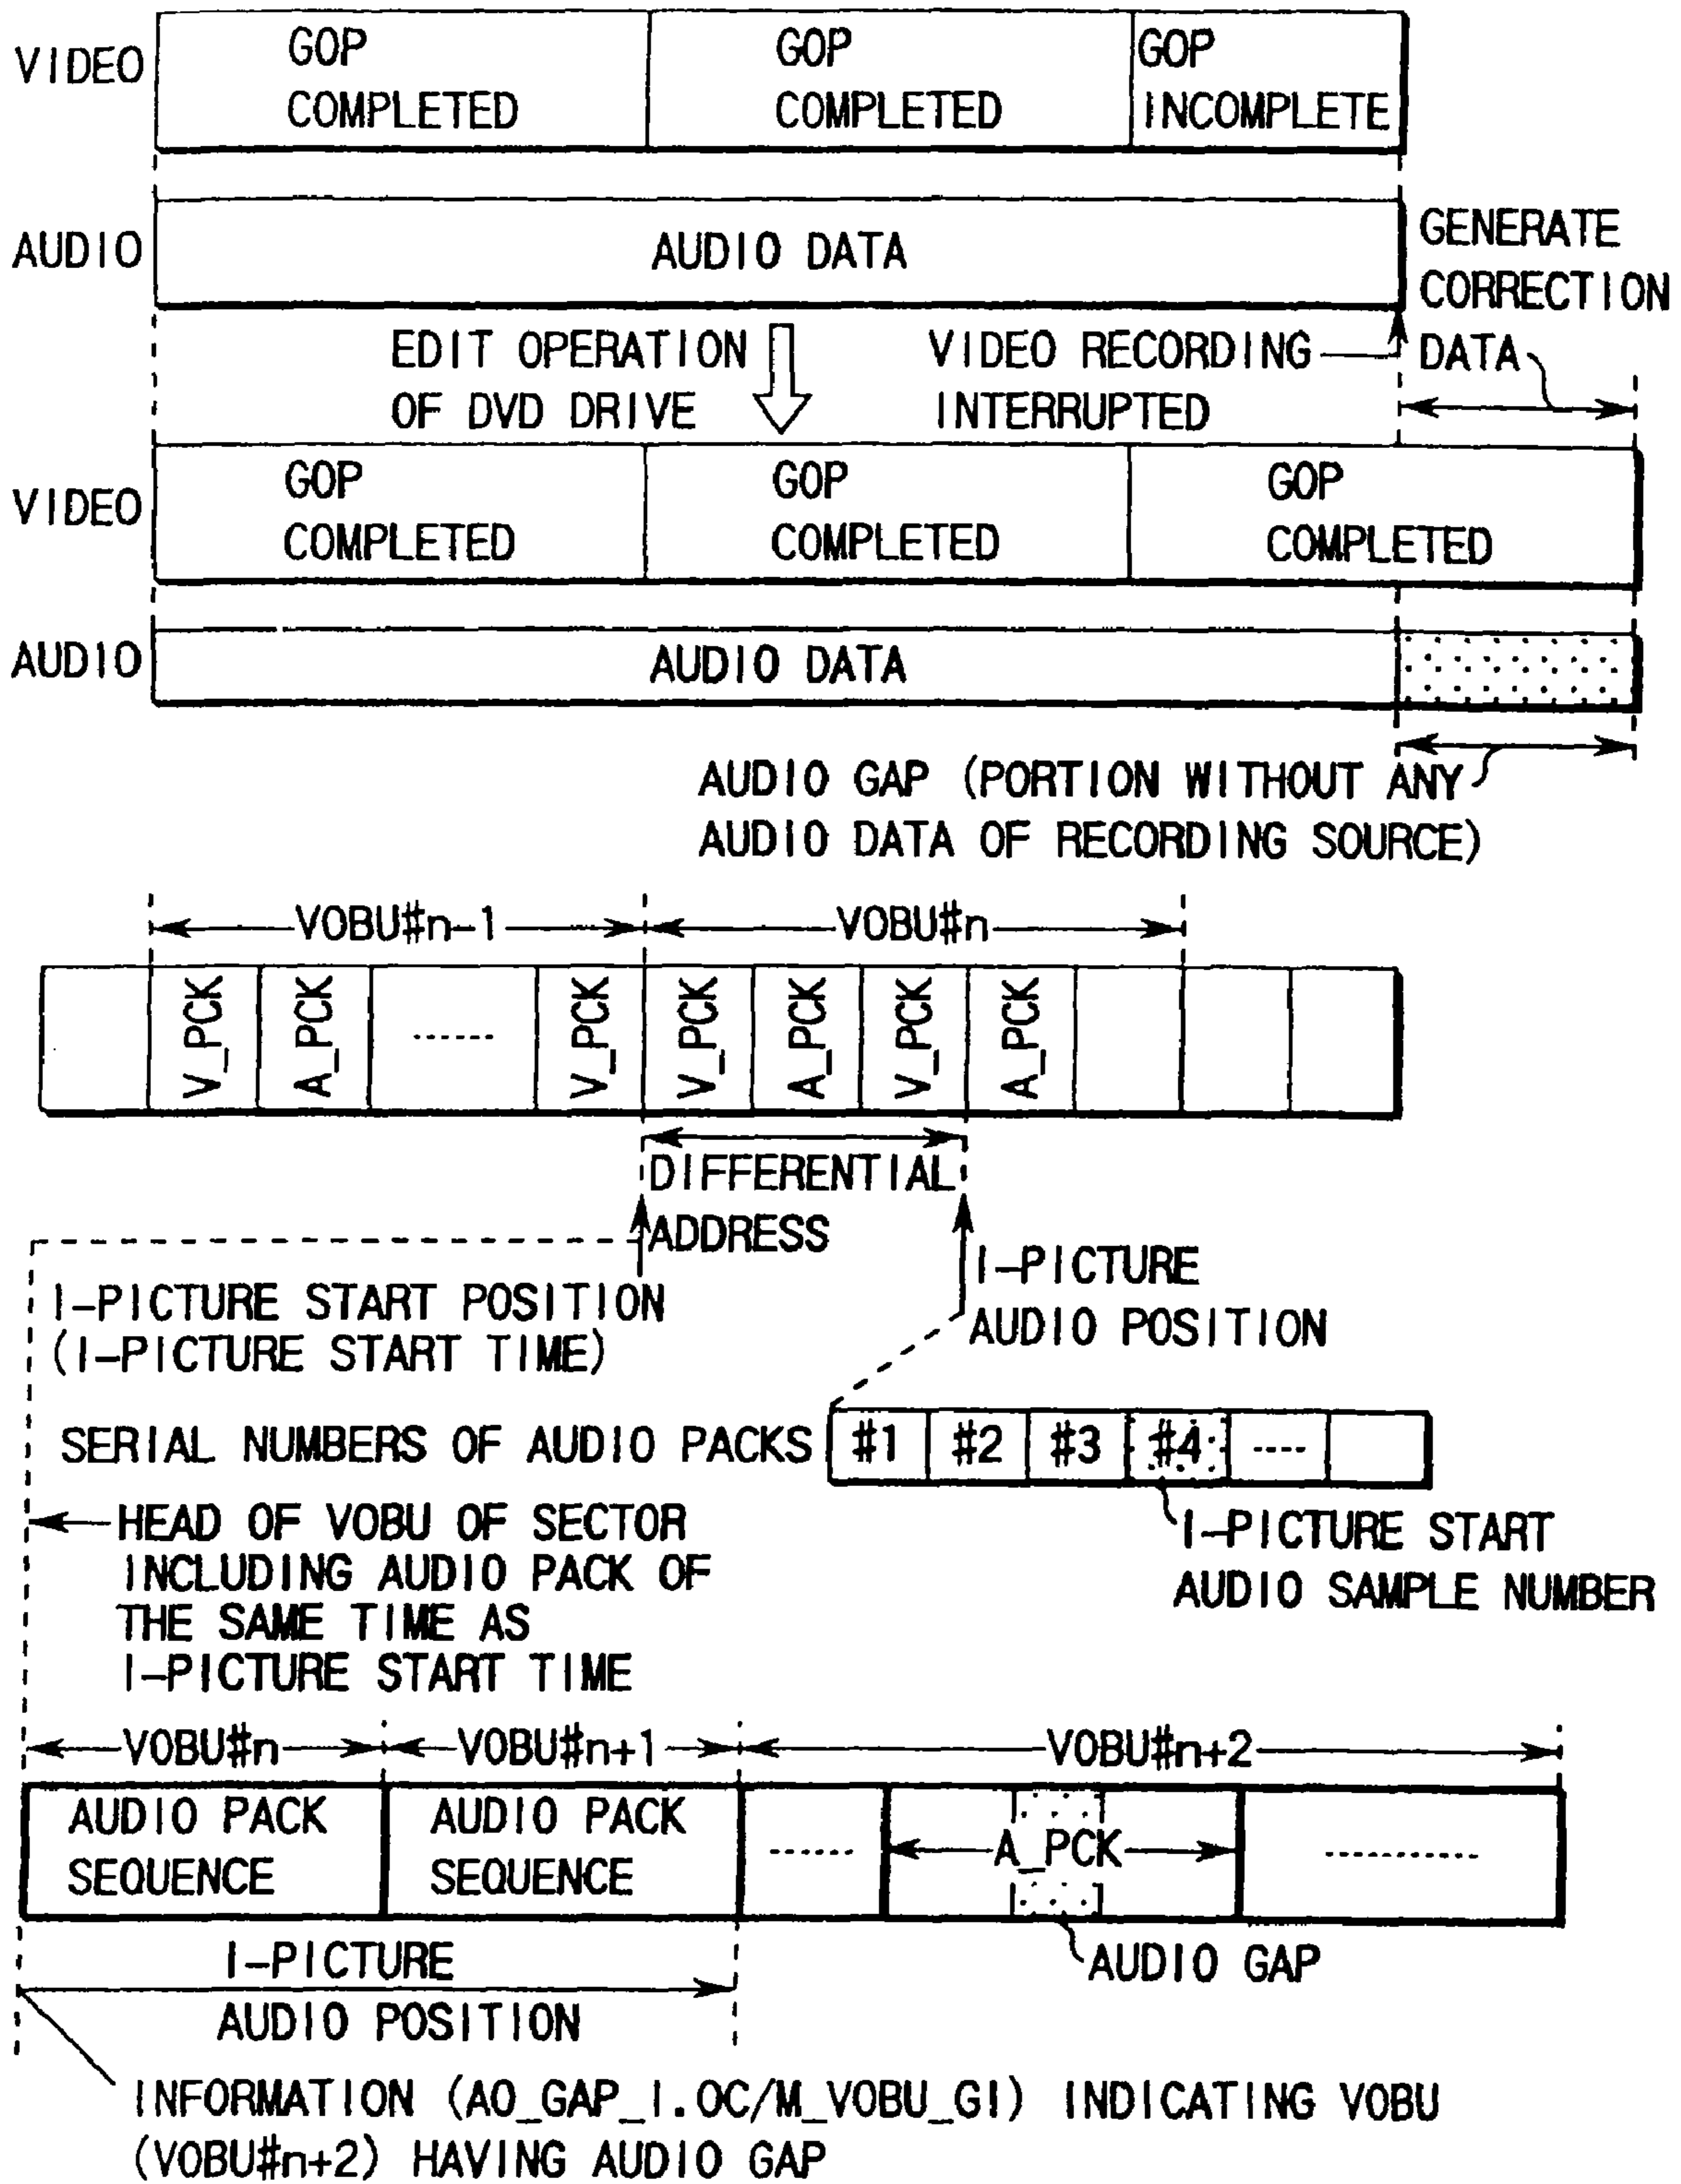 VIDEO
GOP
COMPLETED
GOP
COMPLETED
GOP
INCOMPLETE
AUDIO
AUDIO DATA
GENERATE
CORRECTION
DATA
EDIT OPERATION
OF DVD DRIVE
VIDEO RECORDING
INTERRUPTED
VIDEO
GOP
COMPLETED
GOP
COMPLETED
GOP
COMPLETED
AUDIO
AUDIO DATA
AUDIO GAP (PORTION WITHOUT ANY
AUDIO DATA OF RECORDING SOURCE)
VOBU#n-1
VOBU#n
V_PCK
A_PCK
V_PCK
V_PCK
A_PCK
V_PCK
A_PCK
DIFFERENTIAL
ADDRESS
I-PICTURE START POSITION
(I-PICTURE START TIME)
I-PICTURE
AUDIO POSITION
SERIAL NUMBERS OF AUDIO PACKS
#1
#2
#3
#4
I-PICTURE START
AUDIO SAMPLE NUMBER
HEAD OF VOBU OF SECTOR
INCLUDING AUDIO PACK OF
THE SAME TIME AS
I-PICTURE START TIME
VOBU#n
VOBU#n+1
VOBU#n+2
AUDIO PACK
SEQUENCE
AUDIO PACK
SEQUENCE
A_PCK
AUDIO GAP
I-PICTURE
AUDIO POSITION
INFORMATION (A0_GAP_I.OC/M_VOBU_GI) INDICATING VOBU
(VOBU#n+2) HAVING AUDIO GAP